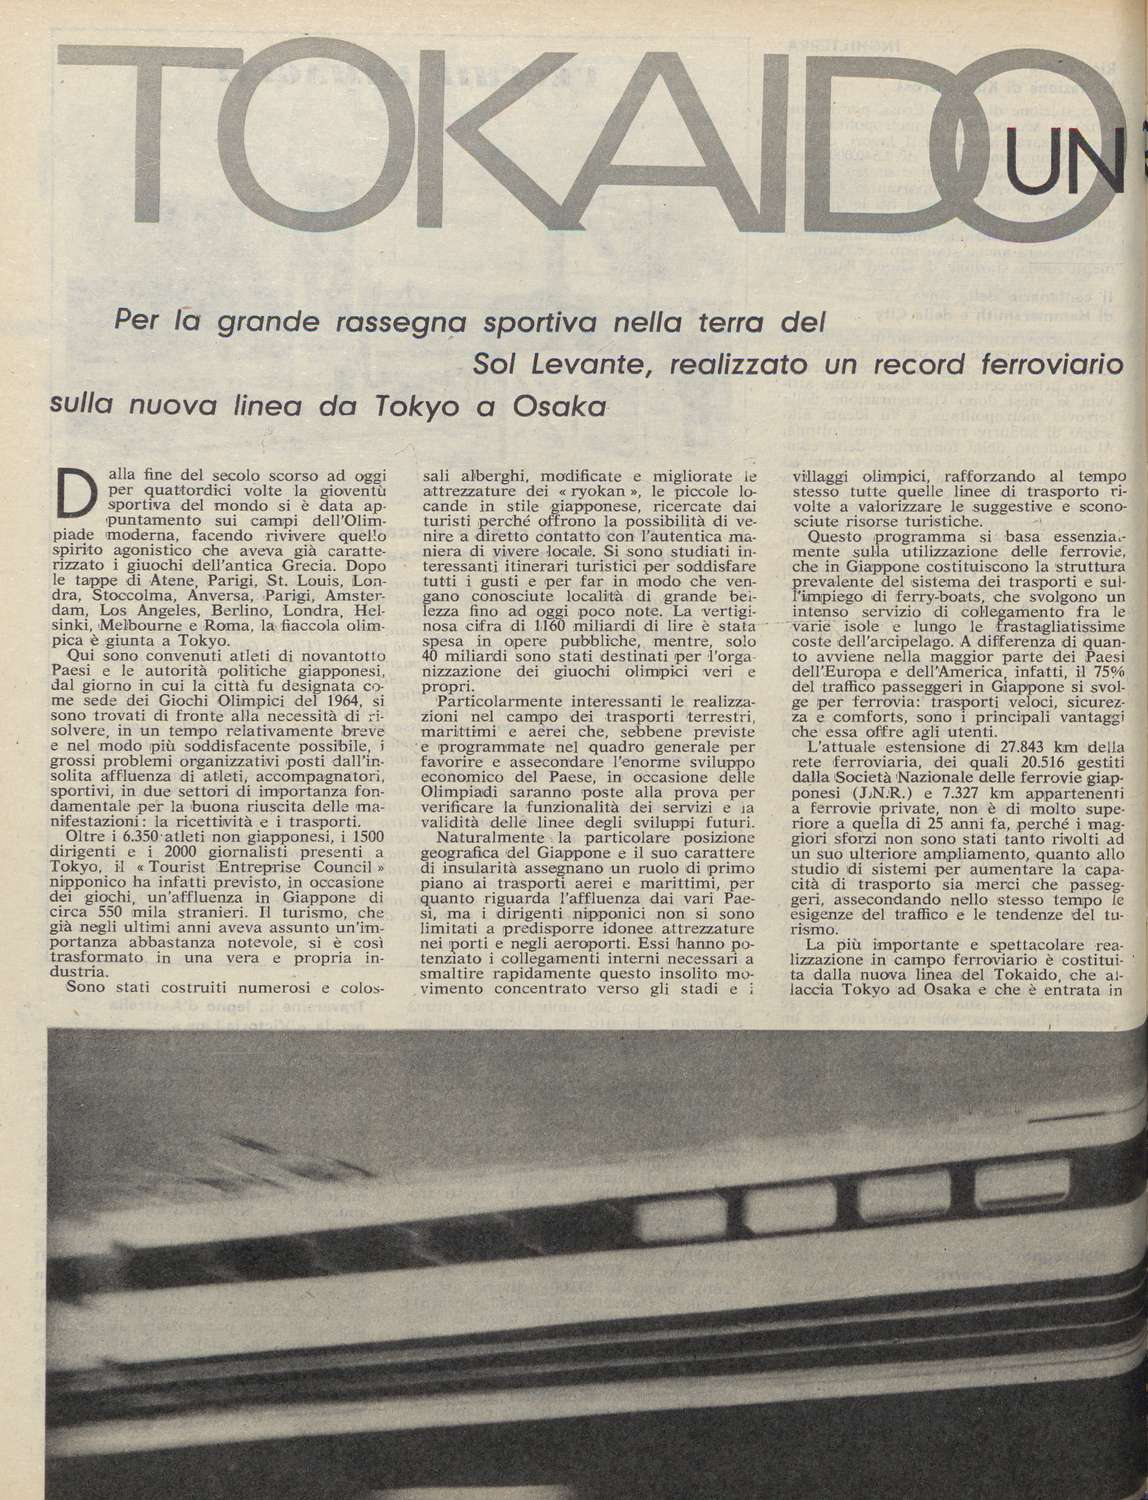 TOKAIDO
UN
Per la grande rassegna sportiva nella terra del
Sol Levante, realizzato un record ferroviario
sulla nuova linea da Tokyo a Osaka
Dalla fine del secolo scorso ad oggi
per quattordici volte la gioventù
sportiva del mondo si è data ap-
puntamento sui campi dell'Olim-
piade moderna, facendo rivivere quello
spirito agonistico che aveva già caratte-
rizzato i giuochi dell'antica Grecia. Dopo
le tappe di Atene, Parigi, St. Louis, Lon-
dra, Stoccolma, Anversa, Parigi, Amster-
dam, Los Angeles, Berlino, Londra, Hel-
sinki, Melbourne e Roma, la fiaccola olim-
pica è giunta a Tokyo.
Qui sono convenuti atleti di novantotto
Paesi e le autorità politiche giapponesi,
dal giorno in cui la città fu designata co-
me sede dei Giochi Olimpici del 1964, si
sono trovati di fronte alla necessità di ri-
solvere, in un tempo relativamente breve
e nel modo più soddisfacente possibile, i
grossi problemi organizzativi posti dall'in-
solita affluenza di atleti, accompagnatori,
sportivi, in due settori di importanza fon-
damentale per la buona riuscita delle ma-
nifestazioni: la ricettività e i trasporti.
Oltre i 6.350 atleti non giapponesi, i 1500
dirigenti e i 2000 giornalisti presenti a
Tokyo, il « Tourist Entreprise Council »
nipponico ha infatti previsto, in occasione
dei giochi, un'affluenza in Giappone di
circa 550 mila stranieri. Il turismo, che
già negli ultimi anni aveva assunto un'im-
portanza abbastanza notevole, si è così
trasformato in una vera e propria in-
dustria.
Sono stati costruiti numerosi e colos-
sali alberghi, modificate e migliorate le
attrezzature dei « ryokan », le piccole lo-
cande in stile giapponese, ricercate dai
turisti perché offrono la possibilità di ve-
nire a diretto contatto con l'autentica ma-
niera di vivere locale. Si sono studiati in-
teressanti itinerari turistici per soddisfare
tutti i gusti e per far in modo che ven-
gano conosciute località di grande bel-
lezza fino ad oggi poco note. La vertigi-
nosa cifra di 1.160 miliardi di lire è stata
spesa in opere pubbliche, mentre, solo
40 miliardi sono stati destinati per l'orga-
nizzazione dei giuochi olimpici veri e
propri.
Particolarmente interessanti le realizza-
zioni nel campo dei trasporti terrestri,
marittimi e aerei che, sebbene previste
e programmate nel quadro generale per
favorire e assecondare l'enorme sviluppo
economico del Paese, in occasione delle
Olimpiadi saranno poste alla prova per
verificare la funzionalità dei servizi e la
validità delle linee degli sviluppi futuri.
Naturalmente la particolare posizione
geografica del Giappone e il suo carattere
di insularità assegnano un ruolo di primo
piano ai trasporti aerei e marittimi, per
quanto riguarda l'affluenza dai vari Pae-
si, ma i dirigenti nipponici non si sono
limitati a predisporre idonee attrezzature
nei porti e negli aeroporti. Essi hanno po-
tenziato i collegamenti interni necessari a
smaltire rapidamente questo insolito mo-
vimento concentrato verso gli stadi e i
villaggi olimpici, rafforzando al tempo
stesso tutte quelle linee di trasporto ri-
volte a valorizzare le suggestive e scono-
sciute risorse turistiche.
Questo programma si basa essenzial-
mente sulla utilizzazione delle ferrovie,
che in Giappone costituiscono la struttura
prevalente del sistema dei trasporti e sul-
l'impiego di ferry-boats, che svolgono un
intenso servizio di collegamento fra le
varie isole e lungo le frastagliatissime
coste dell'arcipelago. A differenza di quan-
to avviene nella maggior parte dei Paesi
dell'Europa e dell'America, infatti, il 75%
del traffico passeggeri in Giappone si svol-
ge per ferrovia: trasporti veloci, sicurez-
za e comforts, sono i principali vantaggi
che essa offre agli utenti.
L'attuale estensione di 27.843 km della
rete ferroviaria, dei quali 20.516 gestiti
dalla Società Nazionale delle ferrovie giap-
ponesi (J.N.R.) e 7.327 km appartenenti
a ferrovie private, non è di molto supe-
riore a quella di 25 anni fa, perché i mag-
giori sforzi non sono stati tanto rivolti ad
un suo ulteriore ampliamento, quanto allo
studio di sistemi per aumentare la capa-
cità di trasporto sia merci che passeg-
geri, assecondando nello stesso tempo le
esigenze del traffico e le tendenze del tu-
rismo.
La più importante e spettacolare rea-
lizzazione in campo ferroviario è costitui-
ta dalla nuova linea del Tokaido, che al-
laccia Tokyo ad Osaka e che è entrata in